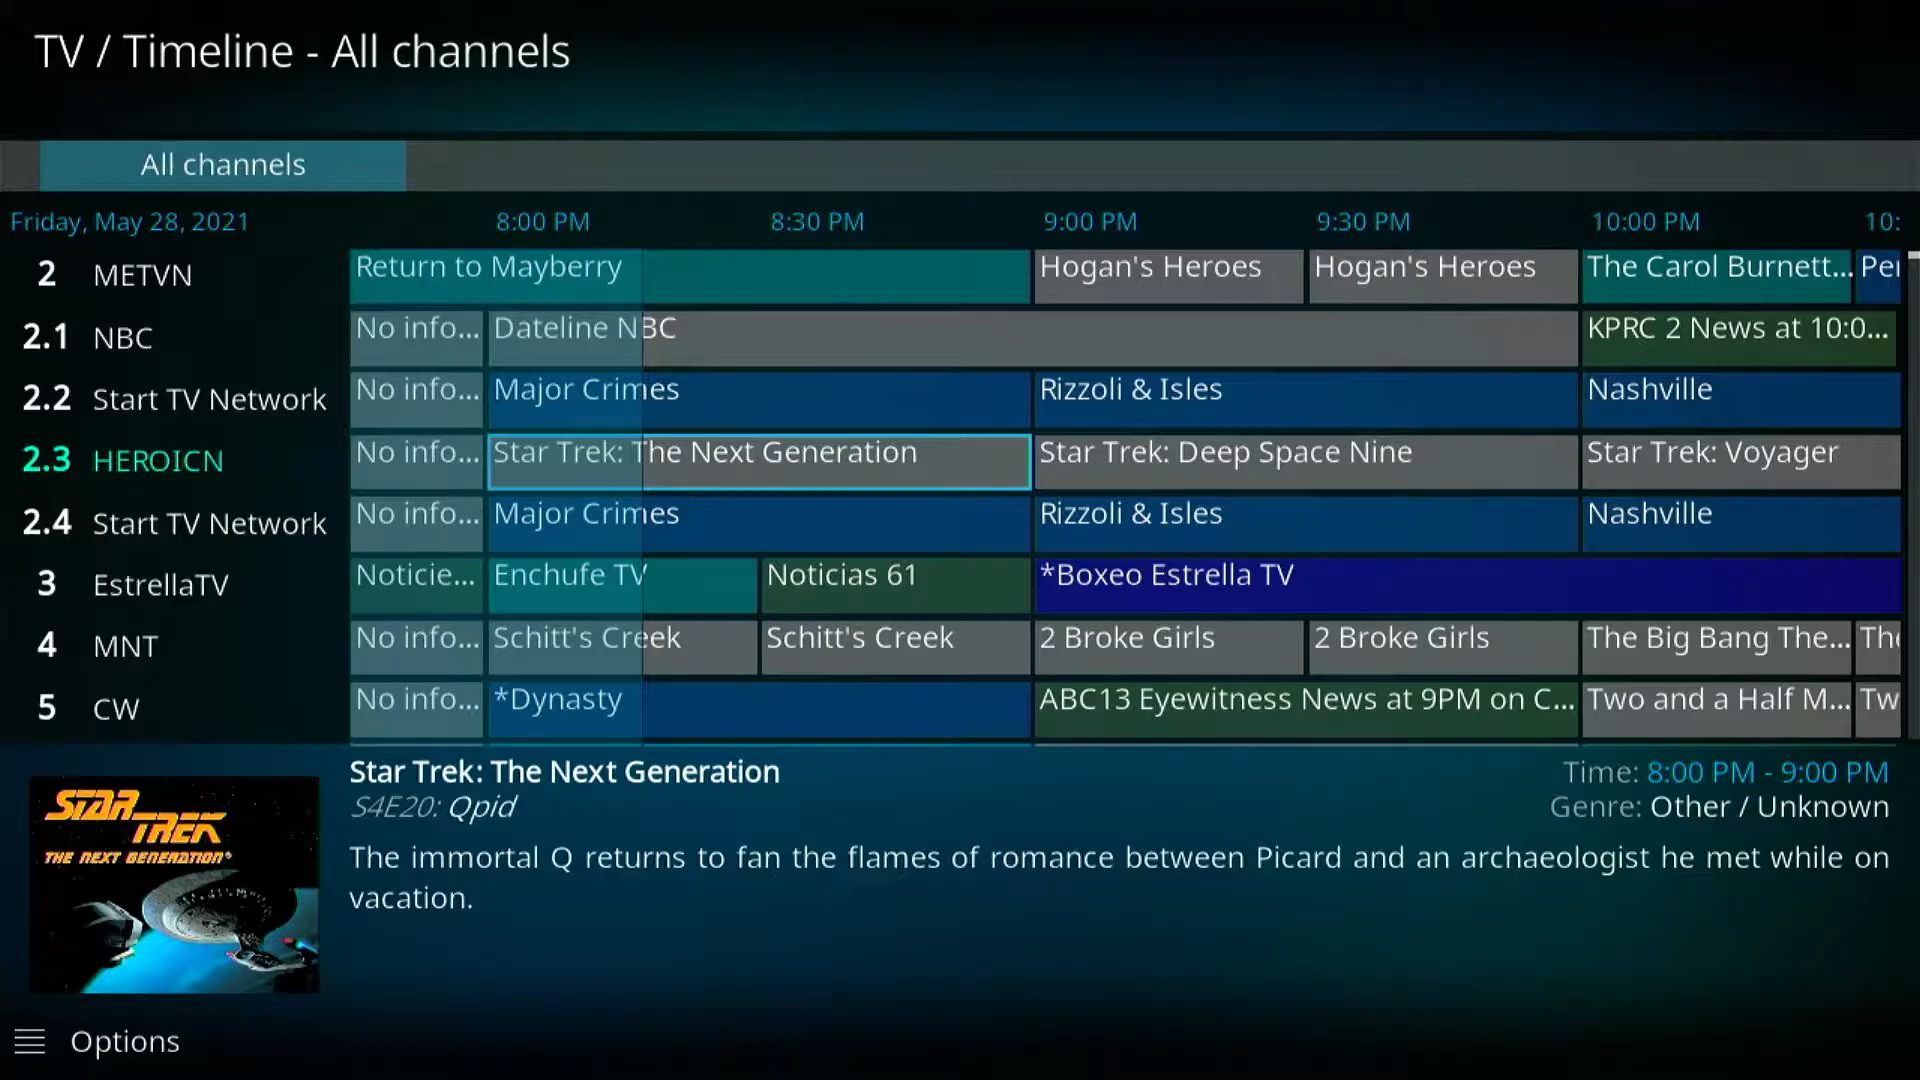 TV / Timeline - All channels
All channels
Friday, May 28, 2021 8:00 PM 8:30 PM 9:00 PM 9:30 PM 10:00 PM 10:
2 METVN Return to Mayberry Hogan's Heroes Hogan's Heroes The Carol Burnett... Per
2.1 NBC No info... Dateline NBC KPRC 2 News at 10:0...
2.2 Start TV Network No info... Major Crimes Rizzoli & Isles Nashville
2.3 HEROICN No info... Star Trek: The Next Generation Star Trek: Deep Space Nine Star Trek: Voyager
2.4 Start TV Network No info... Major Crimes Rizzoli & Isles Nashville
3 EstrellaTV Noticie... Enchufe TV Noticias 61 *Boxeo Estrella TV
4 MNT No info... Schitt's Creek Schitt's Creek 2 Broke Girls 2 Broke Girls The Big Bang The... The
5 CW No info... *Dynasty ABC13 Eyewitness News at 9PM on C... Two and a Half M... Tw
Star Trek: The Next Generation Time: 8:00 PM - 9:00 PM
S4E20: Qpid Genre: Other / Unknown
The immortal Q returns to fan the flames of romance between Picard and an archaeologist he met while on
vacation.
STAR
TREK
THE NEXT GENERATION
Options